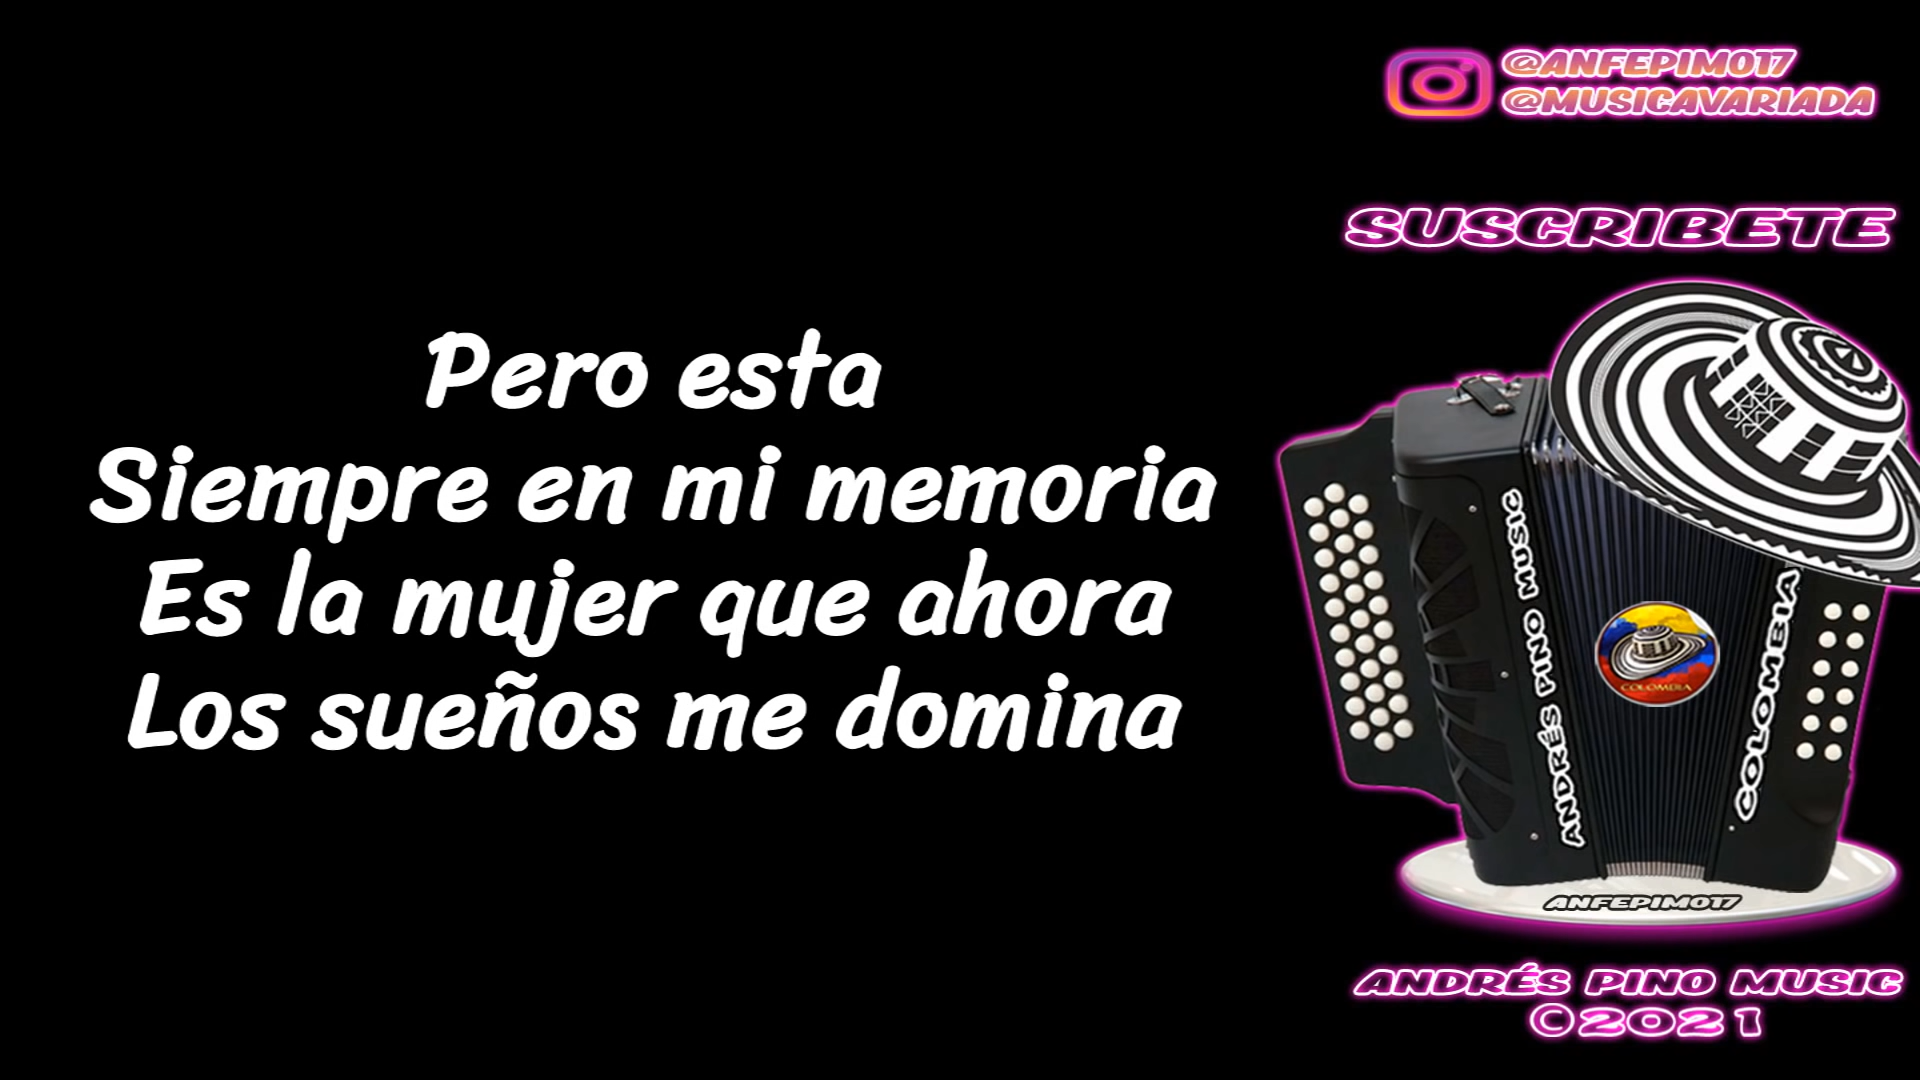 @ANFEPIMO17
@MUSICAVARIADA
SUSCRIBETE
Pero esta
Siempre en mi memoria
Es la mujer que ahora
Los sueños me domina
ANDRÉS PINO MUSIC
COLOMBIA
COLOMBIA
ANFEPIMO17
ANDRÉS PINO MUSIC
©2021